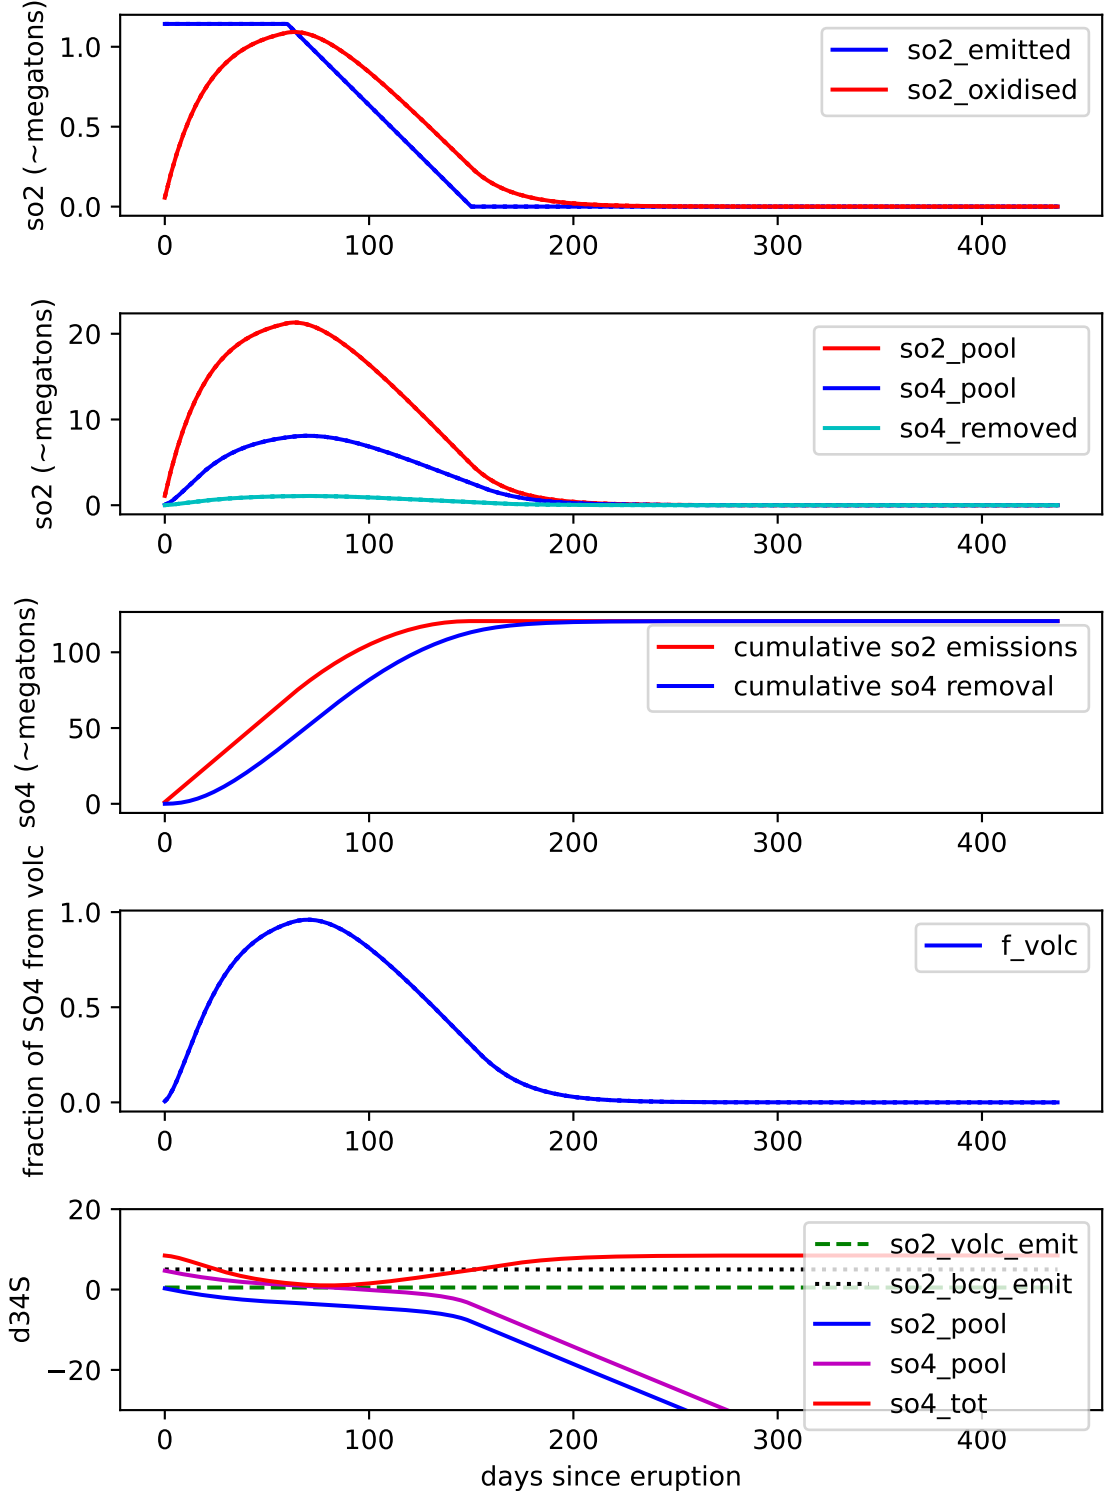 so2 (~megatons)
1.0
0.5
0.0
so2_emitted
so2_oxidised
0 100 200 300 400
so2 (~megatons)
20
10
0
so2_pool
so4_pool
so4_removed
0 100 200 300 400
so4 (~megatons)
100
50
0
cumulative so2 emissions
cumulative so4 removal
0 100 200 300 400
fraction of SO4 from volc
1.0
0.5
0.0
f_volc
0 100 200 300 400
d34S
20
0
−20
so2_volc_emit
so2_bcg_emit
so2_pool
so4_pool
so4_tot
0 100 200 300 400
days since eruption